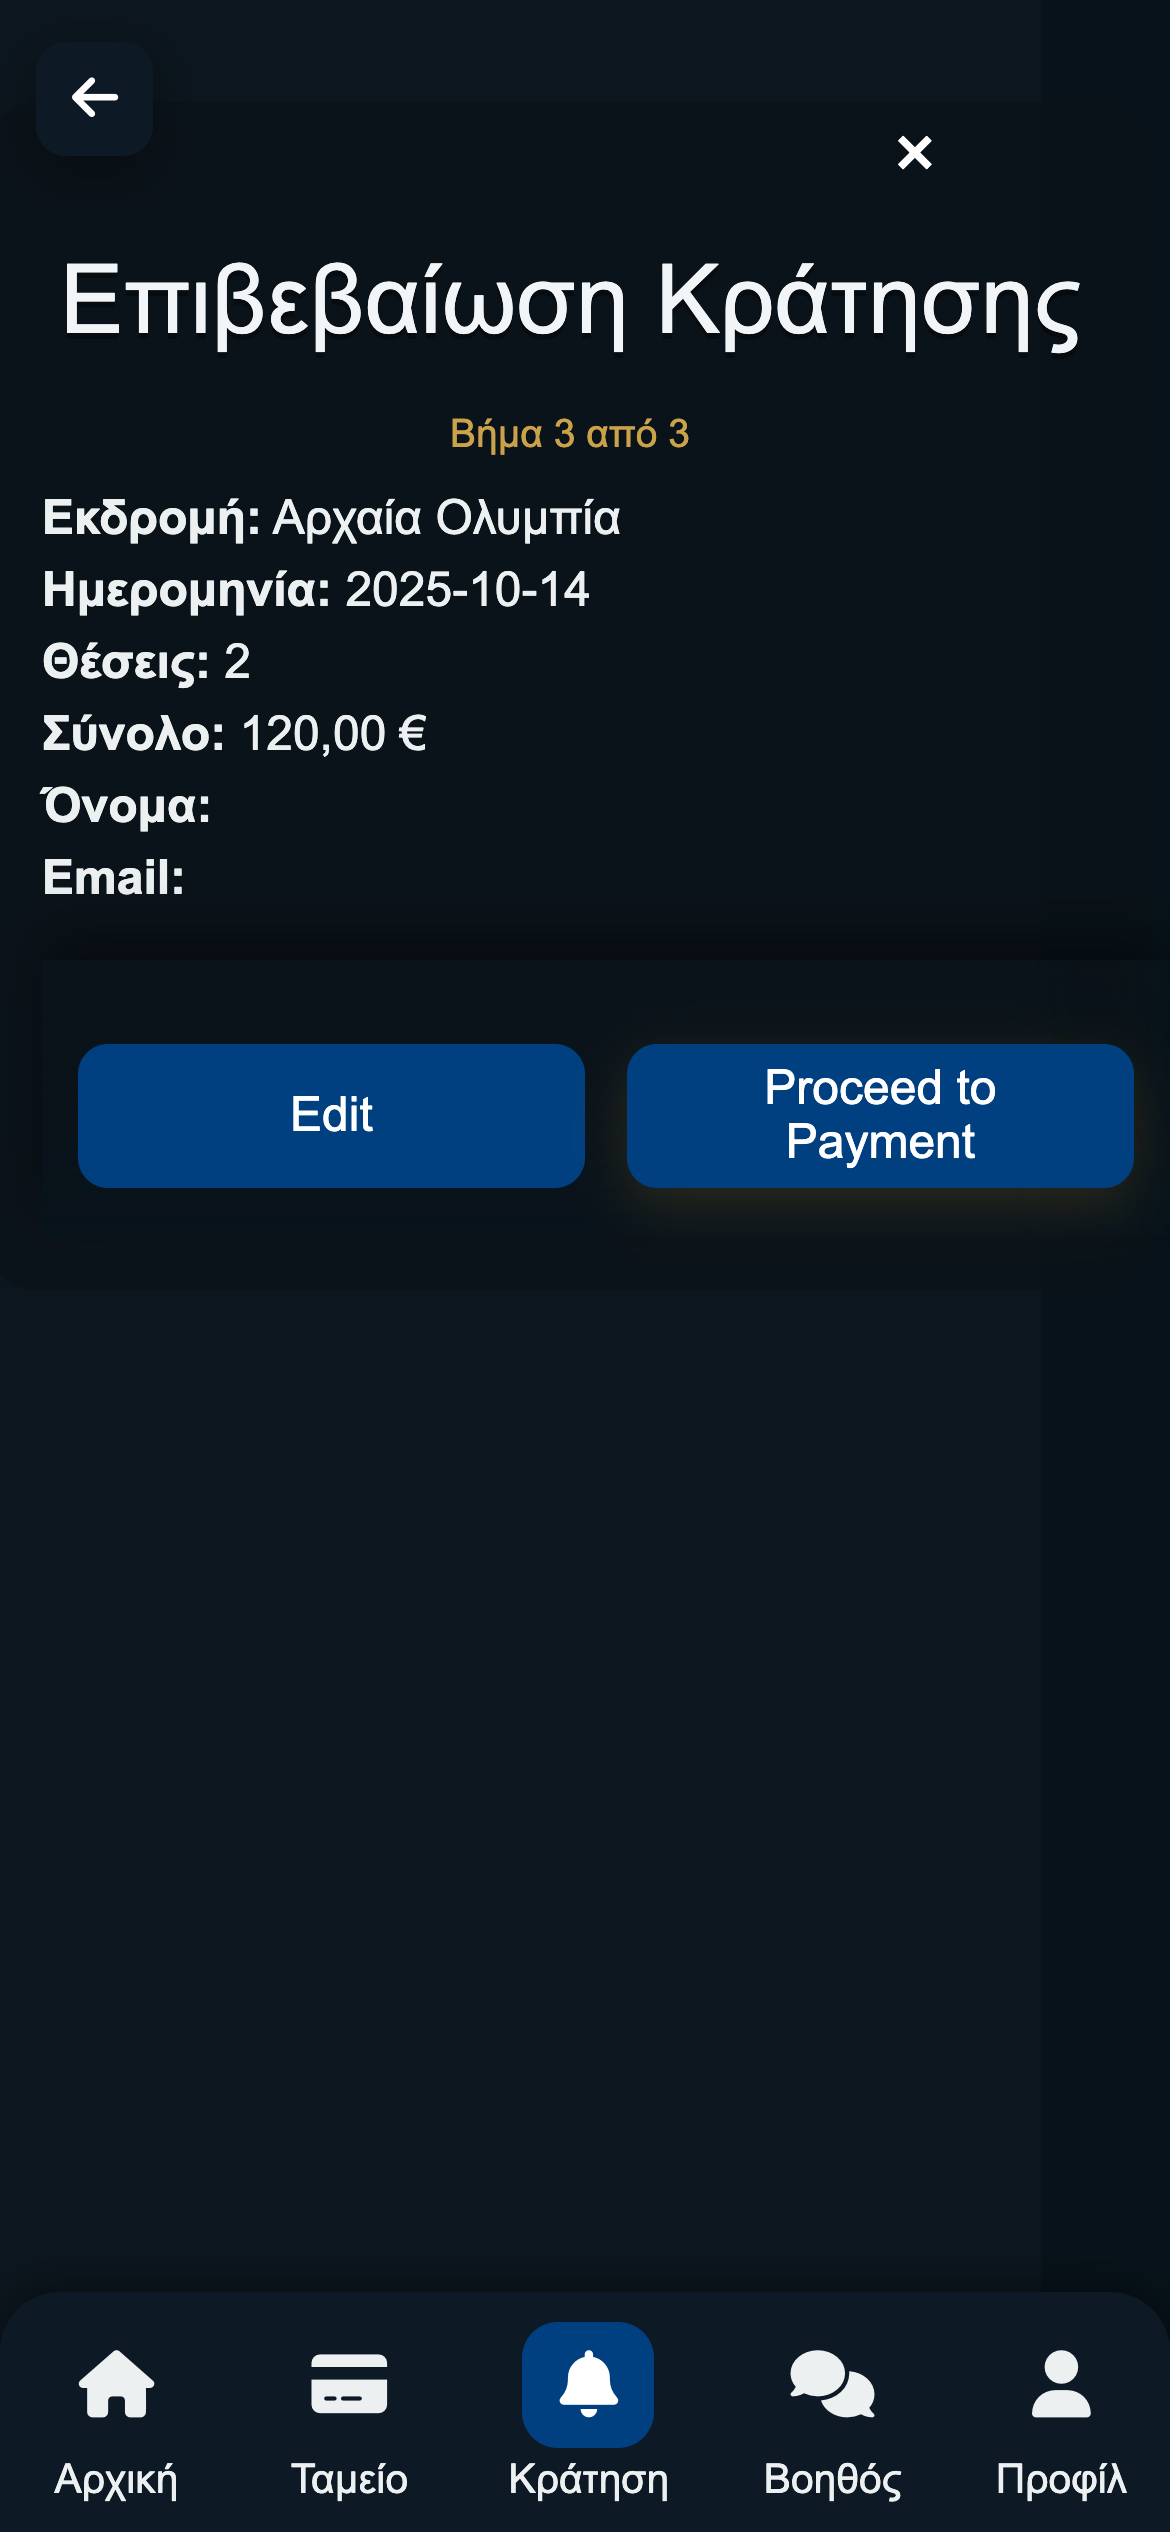 Επιβεβαίωση Κράτησης
Βήμα 3 από 3
Εκδρομή: Αρχαία Ολυμπία
Ημερομηνία: 2025-10-14
Θέσεις: 2
Σύνολο: 120,00 €
Όνομα:
Email:
Edit
Proceed to
Payment
Αρχική
Ταμείο
Κράτηση
Βοηθός
Προφίλ